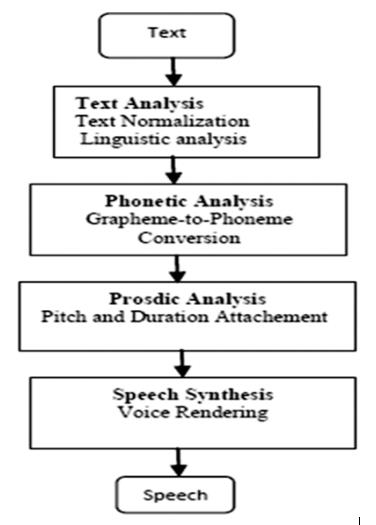 Text
Text Analysis
Text Normalization
Linguistic analysis
Phonetic Analysis
Grapheme-to-Phoneme
Conversion
Prosdic Analysis
Pitch and Duration Attachement
Speech Synthesis
Voice Rendering
Speech